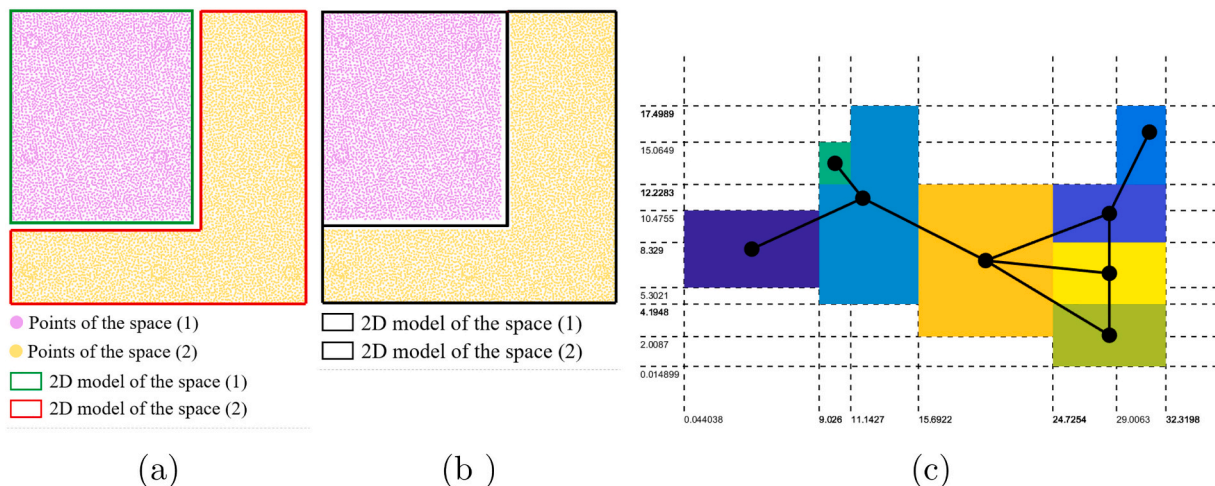 Points of the space (1)
Points of the space (2)
2D model of the space (1)
2D model of the space (2)
(a)
2D model of the space (1)
2D model of the space (2)
(b )
17.4989
15.0649
12.2283
10.4755
8.329
5.3021
4.1948
2.0087
0.014899
0.044038 9.026 11.1427 15.6922 24.7254 29.0063 32.3198
(c)